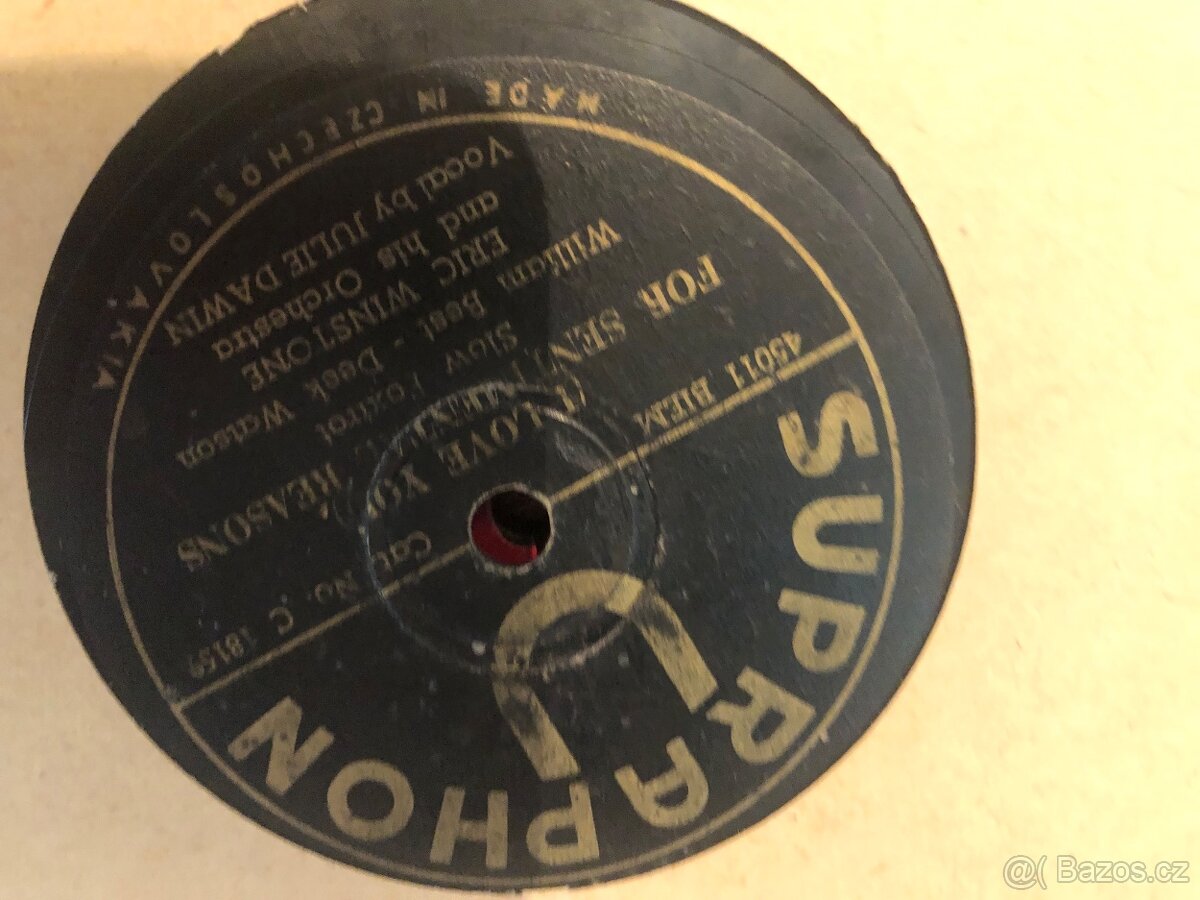 SUPRAPHON
45011 BIEM
Cat. No. C 18159
(I LOVE YOU)
FOR SENTIMENTAL REASONS
Slow Foxtrot
William Best - Deek Watson
ERIC WINSTONE
and his Orchestra
Vocal by JULIE DAWIN
MADE IN CZECHOSLOVAKIA
@( Bazos.cz